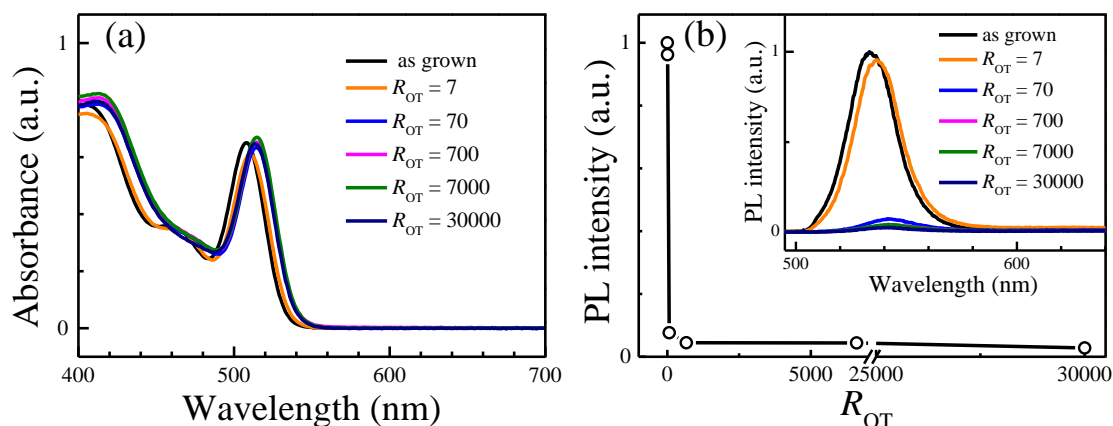 (a)
Absorbance (a.u.)
1
0
400
500
600
700
Wavelength (nm)
as grown
R_OT = 7
R_OT = 70
R_OT = 700
R_OT = 7000
R_OT = 30000
(b)
PL intensity (a.u.)
1
0
0
5000
25000
30000
R_OT
PL intensity (a.u.)
1
0
500
600
Wavelength (nm)
as grown
R_OT = 7
R_OT = 70
R_OT = 700
R_OT = 7000
R_OT = 30000